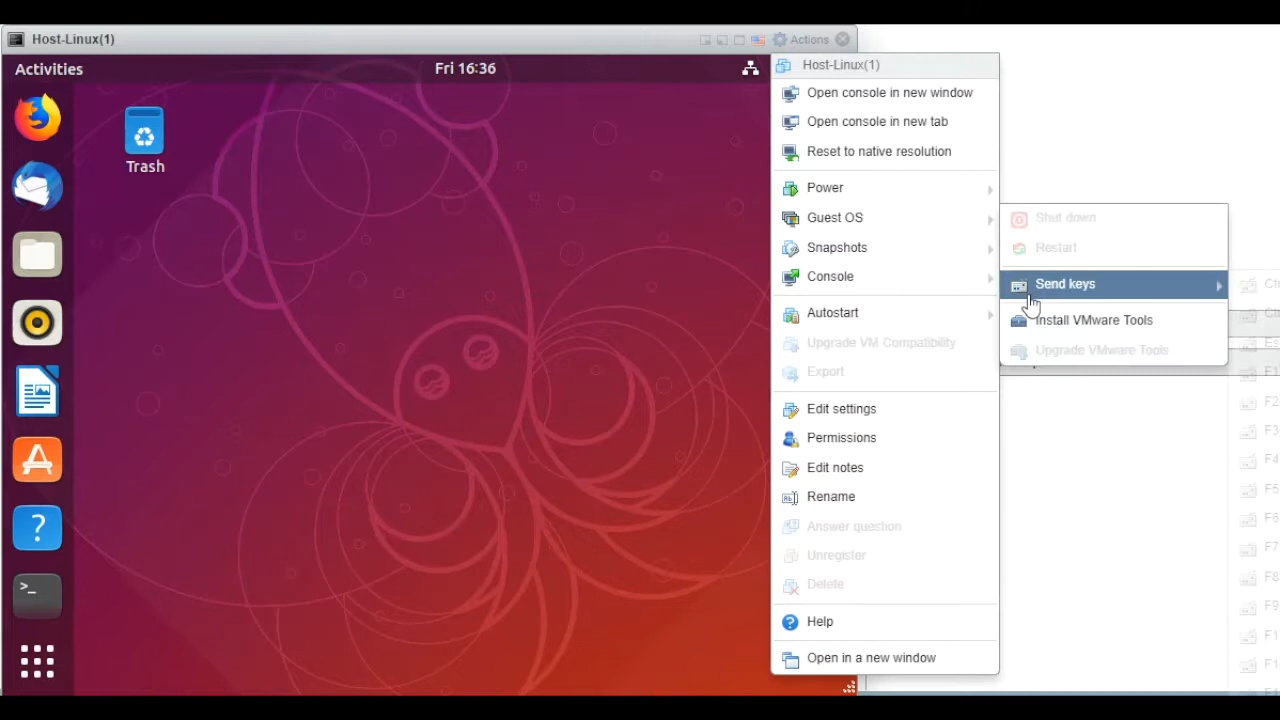 Host-Linux(1)
Actions
Activities
Fri 16:36
Trash
Host-Linux(1)
Open console in new window
Open console in new tab
Reset to native resolution
Power
Guest OS
Snapshots
Console
Autostart
Upgrade VM Compatibility
Export
Edit settings
Permissions
Edit notes
Rename
Answer question
Unregister
Delete
Help
Open in a new window
Shut down
Restart
Send keys
Install VMware Tools
Upgrade VMware Tools
F2
F3
F4
F5
F6
F7
F8
F9